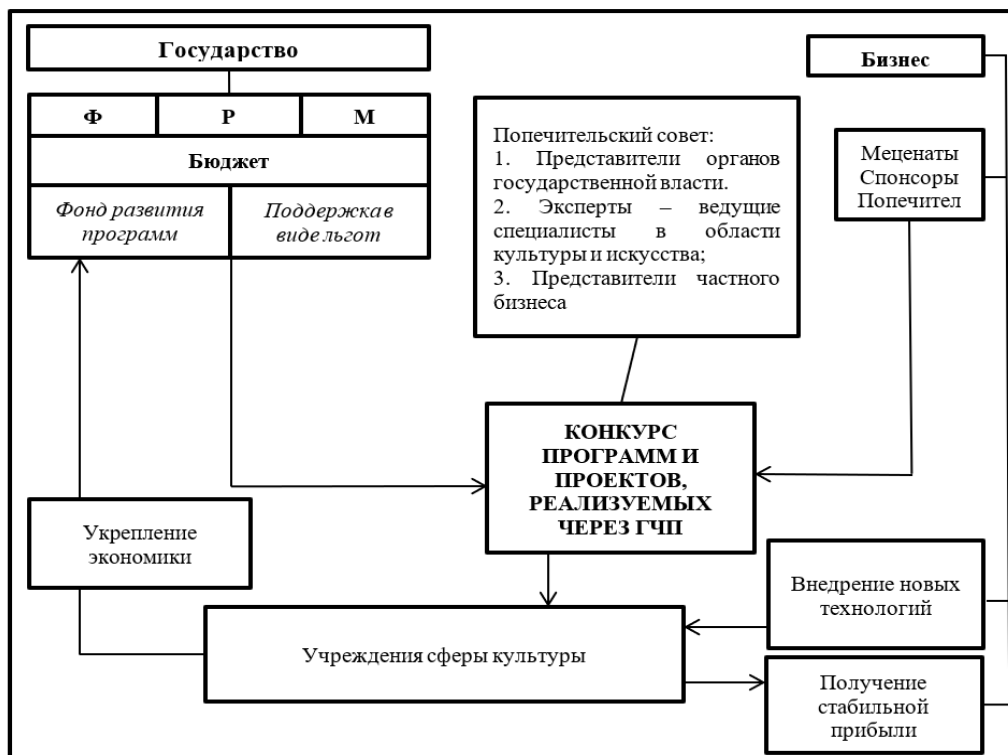 Государство
Ф
Р
М
Бюджет
Фонд развития
программ
Поддержка в
виде льгот
Попечительский совет:
1. Представители органов
государственной власти.
2. Эксперты – ведущие
специалисты в области
культуры и искусства;
3. Представители частного
бизнеса
Бизнес
Меценаты
Спонсоры
Попечител
КОНКУРС
ПРОГРАММ И
ПРОЕКТОВ,
РЕАЛИЗУЕМЫХ
ЧЕРЕЗ ГЧП
Укрепление
экономики
Учреждения сферы культуры
Внедрение новых
технологий
Получение
стабильной
прибыли